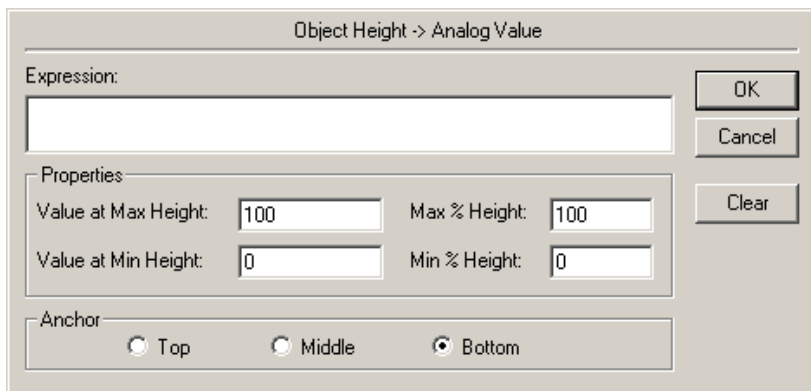 Object Height -> Analog Value
Expression:
OK
Cancel
Clear
Properties
Value at Max Height: 100 Max % Height: 100
Value at Min Height: 0 Min % Height: 0
Anchor
Top Middle Bottom